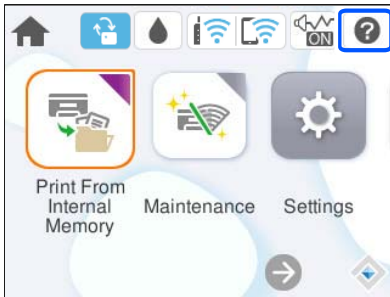 ON
?
Print From
Internal
Memory
Maintenance
Settings